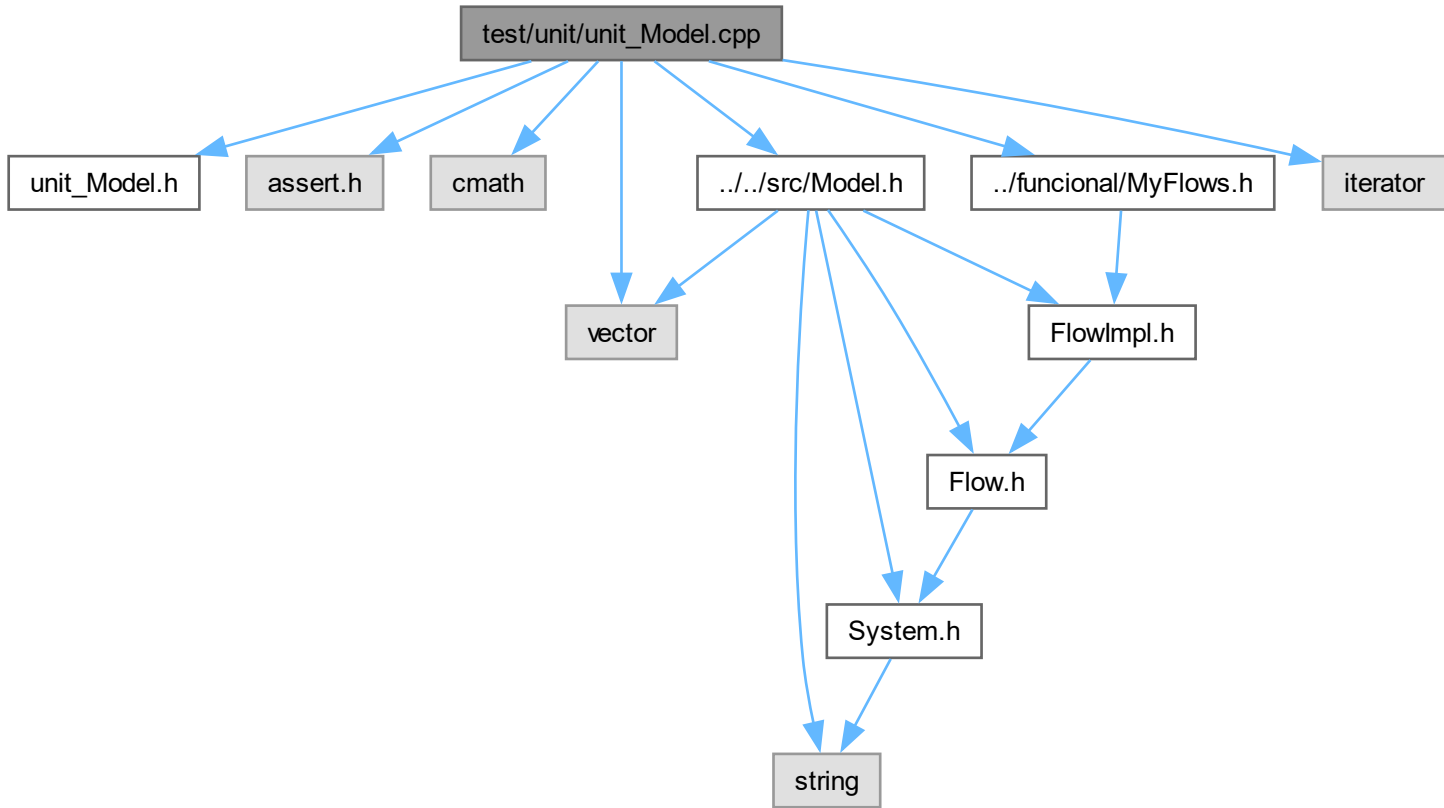 test/unit/unit_Model.cpp
unit_Model.h
assert.h
cmath
../../src/Model.h
../funcional/MyFlows.h
iterator
vector
FlowImpl.h
Flow.h
System.h
string